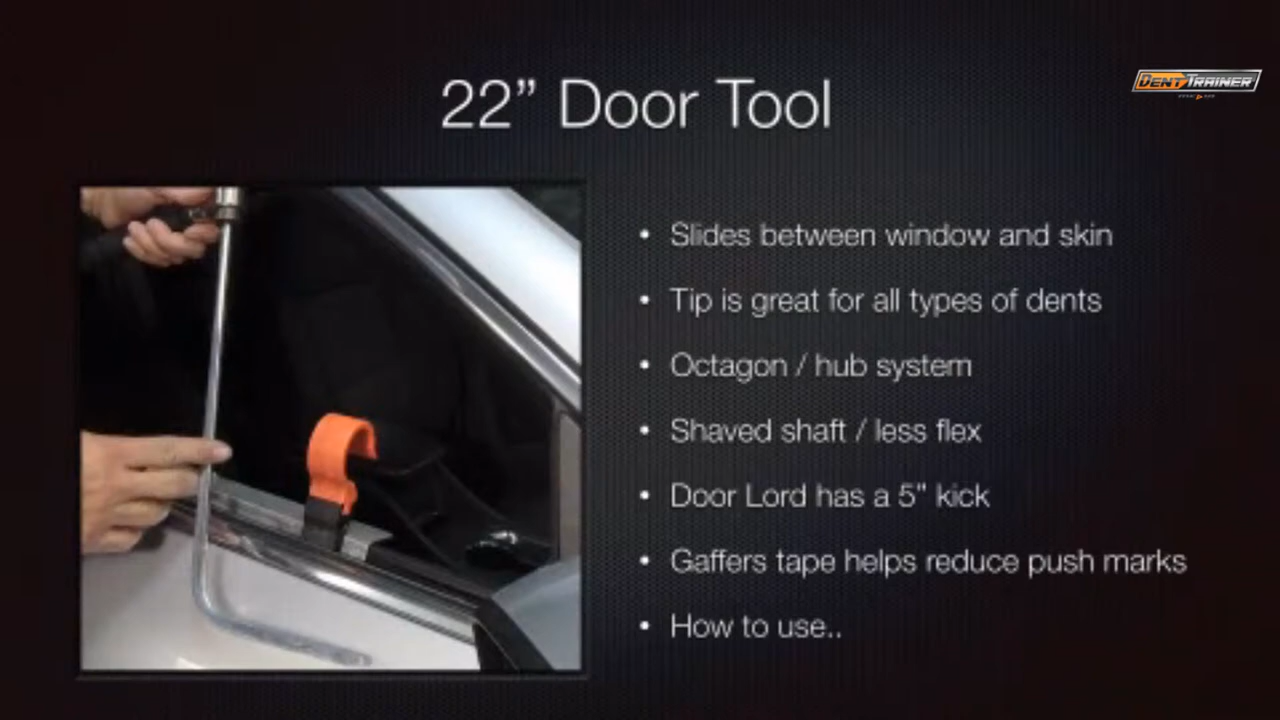 22” Door Tool
DENT TRAINER
• Slides between window and skin
• Tip is great for all types of dents
• Octagon / hub system
• Shaved shaft / less flex
• Door Lord has a 5” kick
• Gaffers tape helps reduce push marks
• How to use..